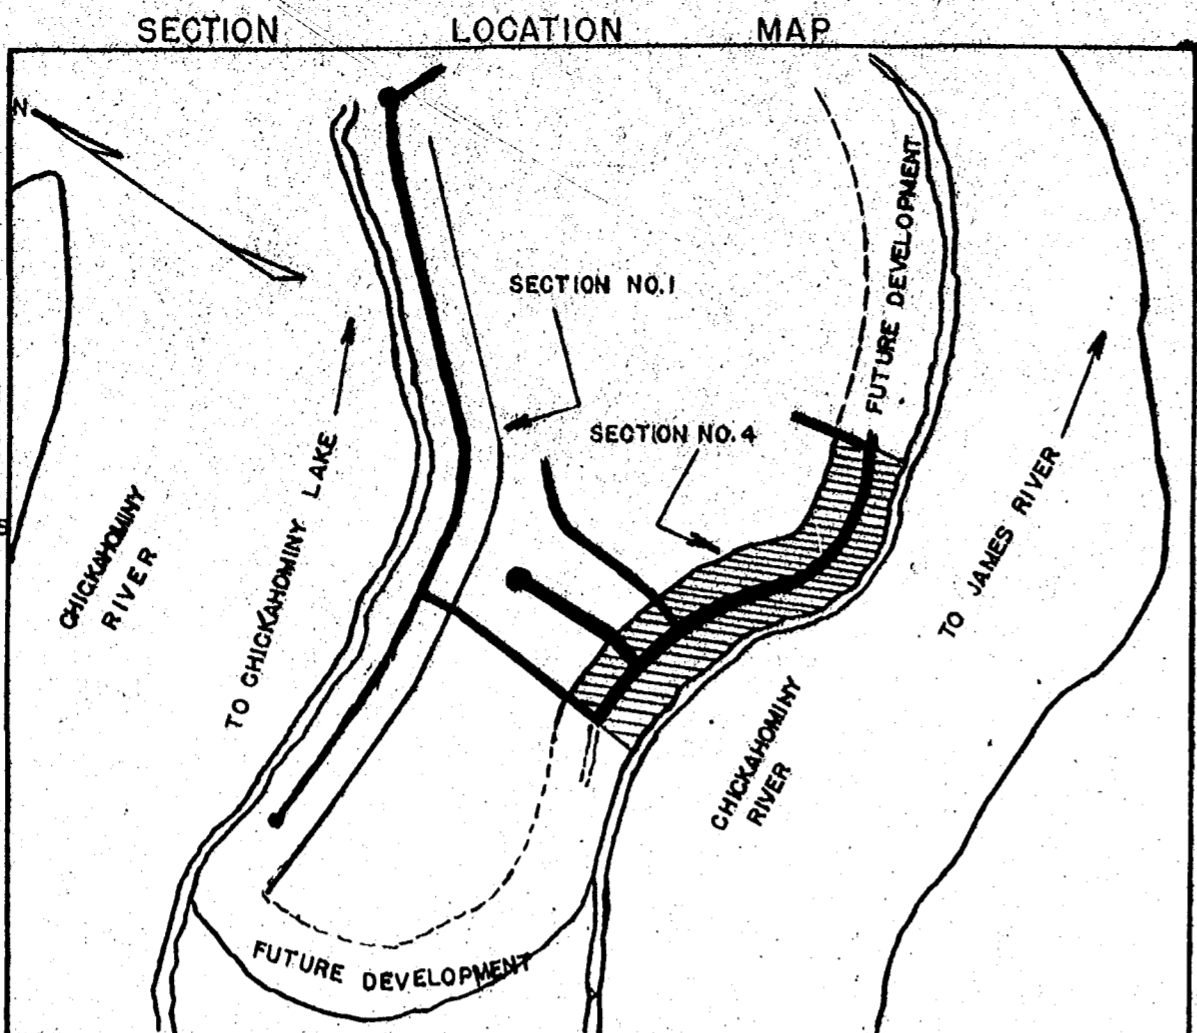 SECTION LOCATION MAP
N
FUTURE DEVELOPMENT
SECTION NO.1
SECTION NO. 4
TO CHICKAHOMINY LAKE
CHICKAHOMINY
RIVER
TO JAMES RIVER
CHICKAHOMINY
RIVER
FUTURE DEVELOPMENT
S